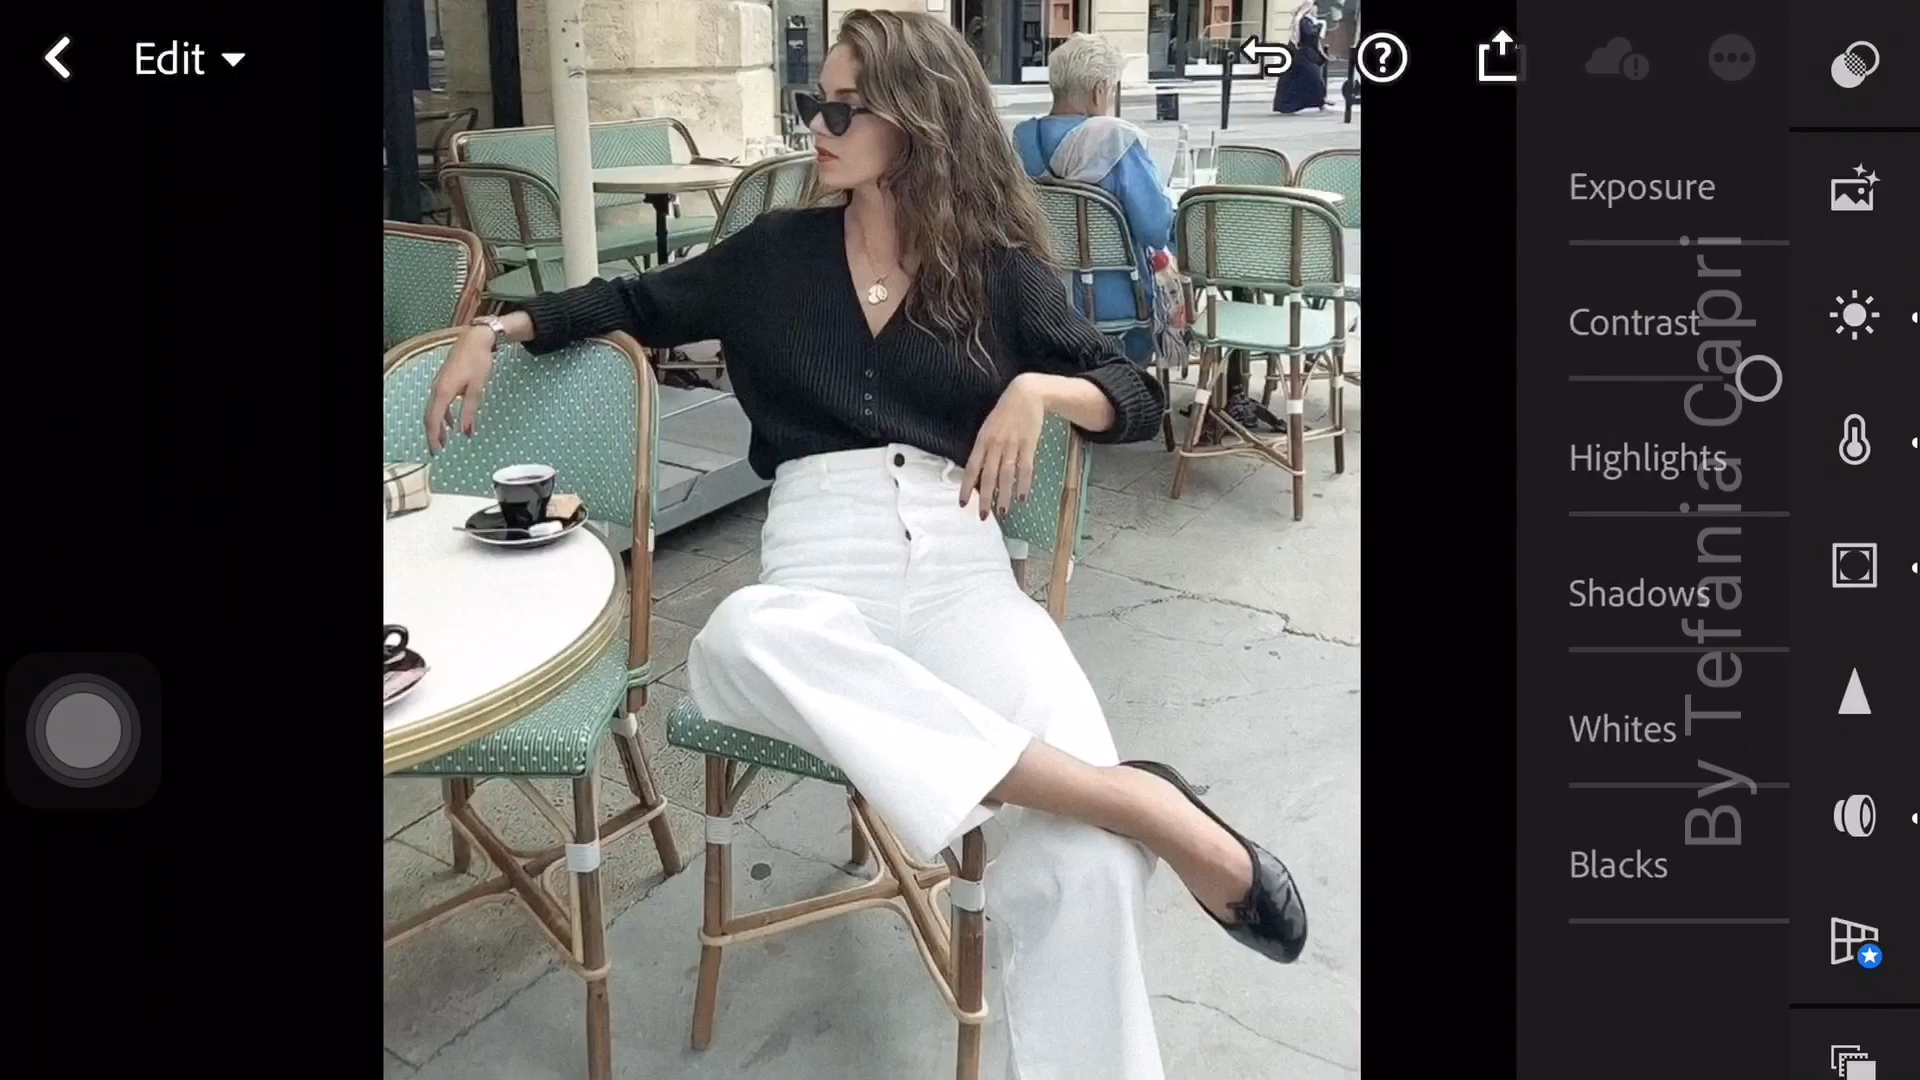 Edit
Exposure
Contrast
Highlights
Shadows
Whites
Blacks
By Tefania Capri